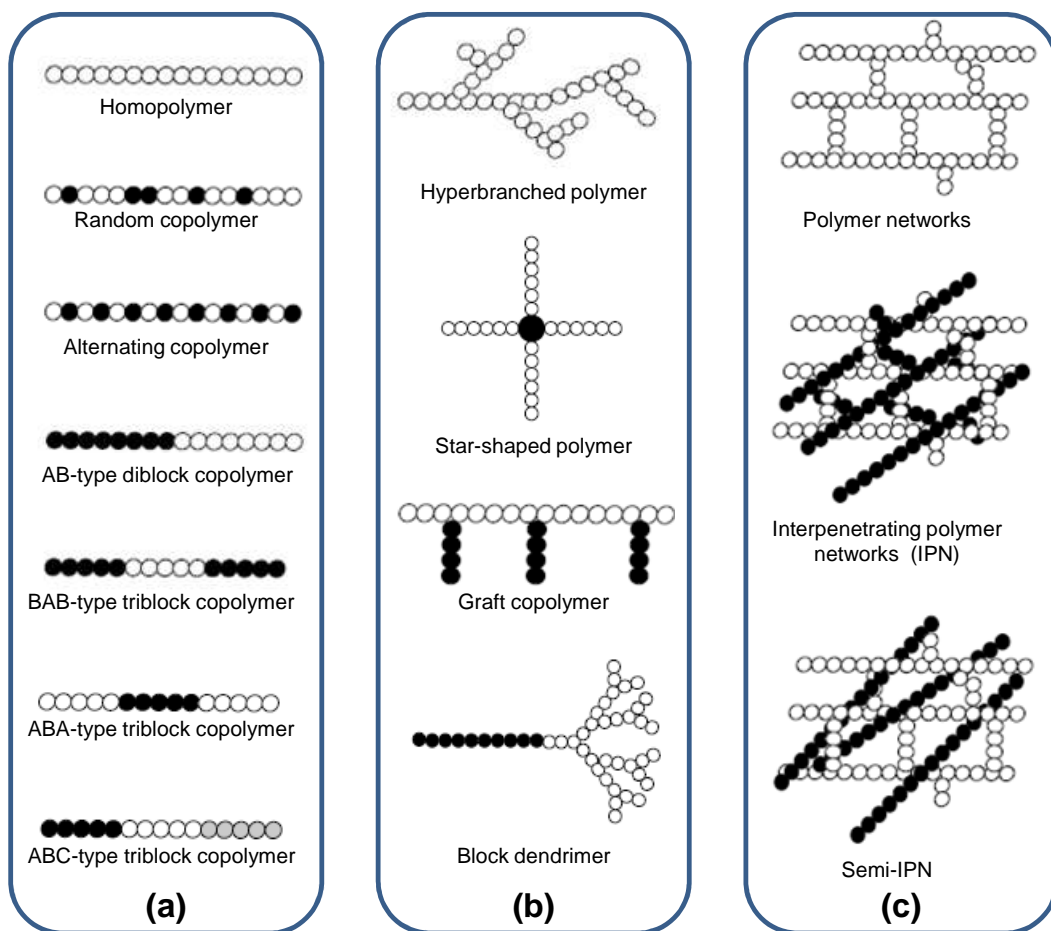 Homopolymer
Random copolymer
Alternating copolymer
AB-type diblock copolymer
BAB-type triblock copolymer
ABA-type triblock copolymer
ABC-type triblock copolymer
(a)
Hyperbranched polymer
Star-shaped polymer
Graft copolymer
Block dendrimer
(b)
Polymer networks
Interpenetrating polymer
networks (IPN)
Semi-IPN
(c)